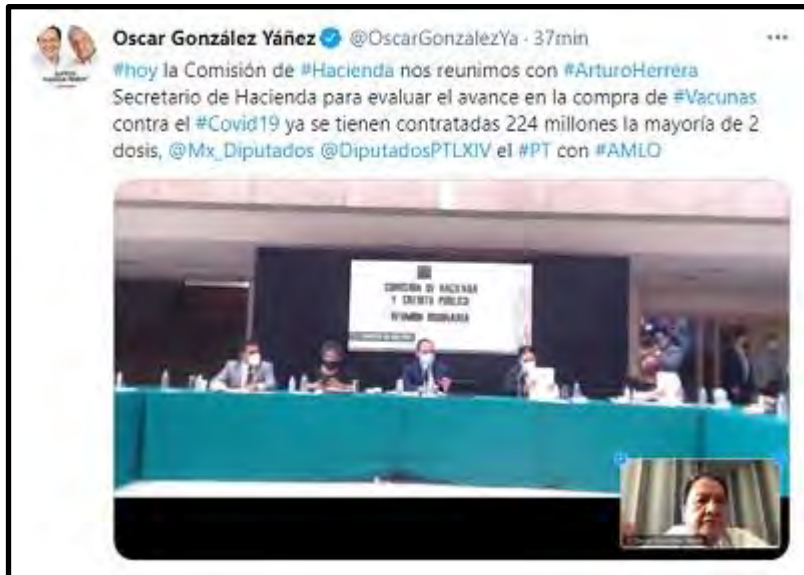 Oscar González Yáñez @OscarGonzalezYa · 37min
#hoy la Comisión de #Hacienda nos reunimos con #ArturoHerrera
Secretario de Hacienda para evaluar el avance en la compra de #Vacunas
contra el #Covid19 ya se tienen contratadas 224 millones la mayoría de 2
dosis, @Mx_Diputados @DiputadosPTLXIV el #PT con #AMLO
COMISIÓN DE HACIENDA
Y CRÉDITO PÚBLICO
REUNIÓN ORDINARIA